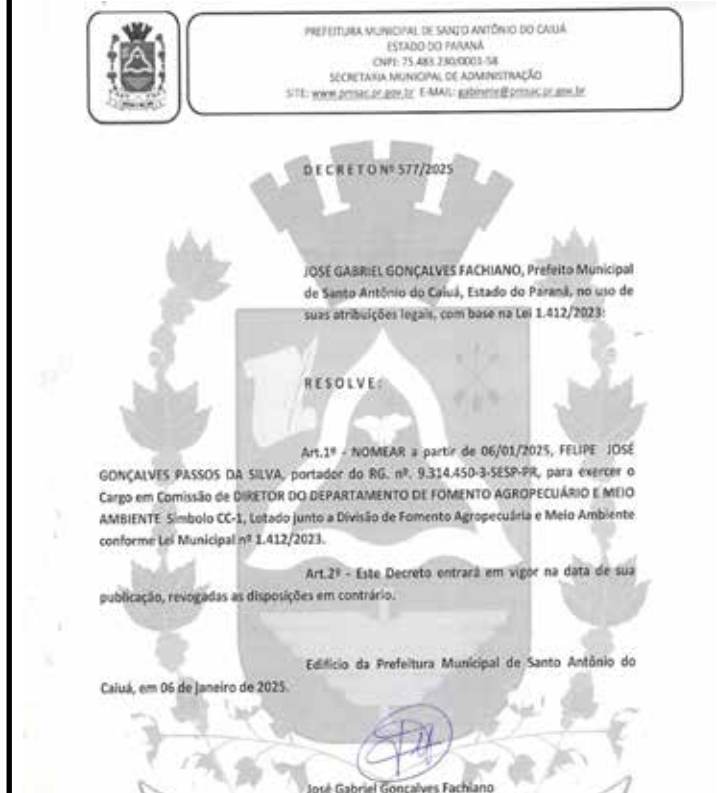 PREFEITURA MUNICIPAL DE SANTO ANTÔNIO DO CAIUÁ
ESTADO DO PARANÁ
CNPJ: 75.483.230/0001-58
SECRETARIA MUNICIPAL DE ADMINISTRAÇÃO
SITE: www.pmsac.pr.gov.br E-MAIL: gabinete@pmsac.pr.gov.br
D E C R E T O Nº 577/2025
JOSÉ GABRIEL GONÇALVES FACHIANO, Prefeito Municipal
de Santo Antônio do Caiuá, Estado do Paraná, no uso de
suas atribuições legais, com base na Lei 1.412/2023:
R E S O L V E :
Art.1º - NOMEAR a partir de 06/01/2025, FELIPE JOSÉ
GONÇALVES PASSOS DA SILVA, portador do RG. nº. 9.314.450-3-SESP-PR, para exercer o
Cargo em Comissão de DIRETOR DO DEPARTAMENTO DE FOMENTO AGROPECUÁRIO E MEIO
AMBIENTE Simbolo CC-1, Lotado junto a Divisão de Fomento Agropecuária e Meio Ambiente
conforme Lei Municipal nº 1.412/2023.
Art.2º - Este Decreto entrará em vigor na data de sua
publicação, revogadas as disposições em contrário.
Edifício da Prefeitura Municipal de Santo Antônio do
Caiuá, em 06 de Janeiro de 2025.
José Gabriel Gonçalves Fachiano